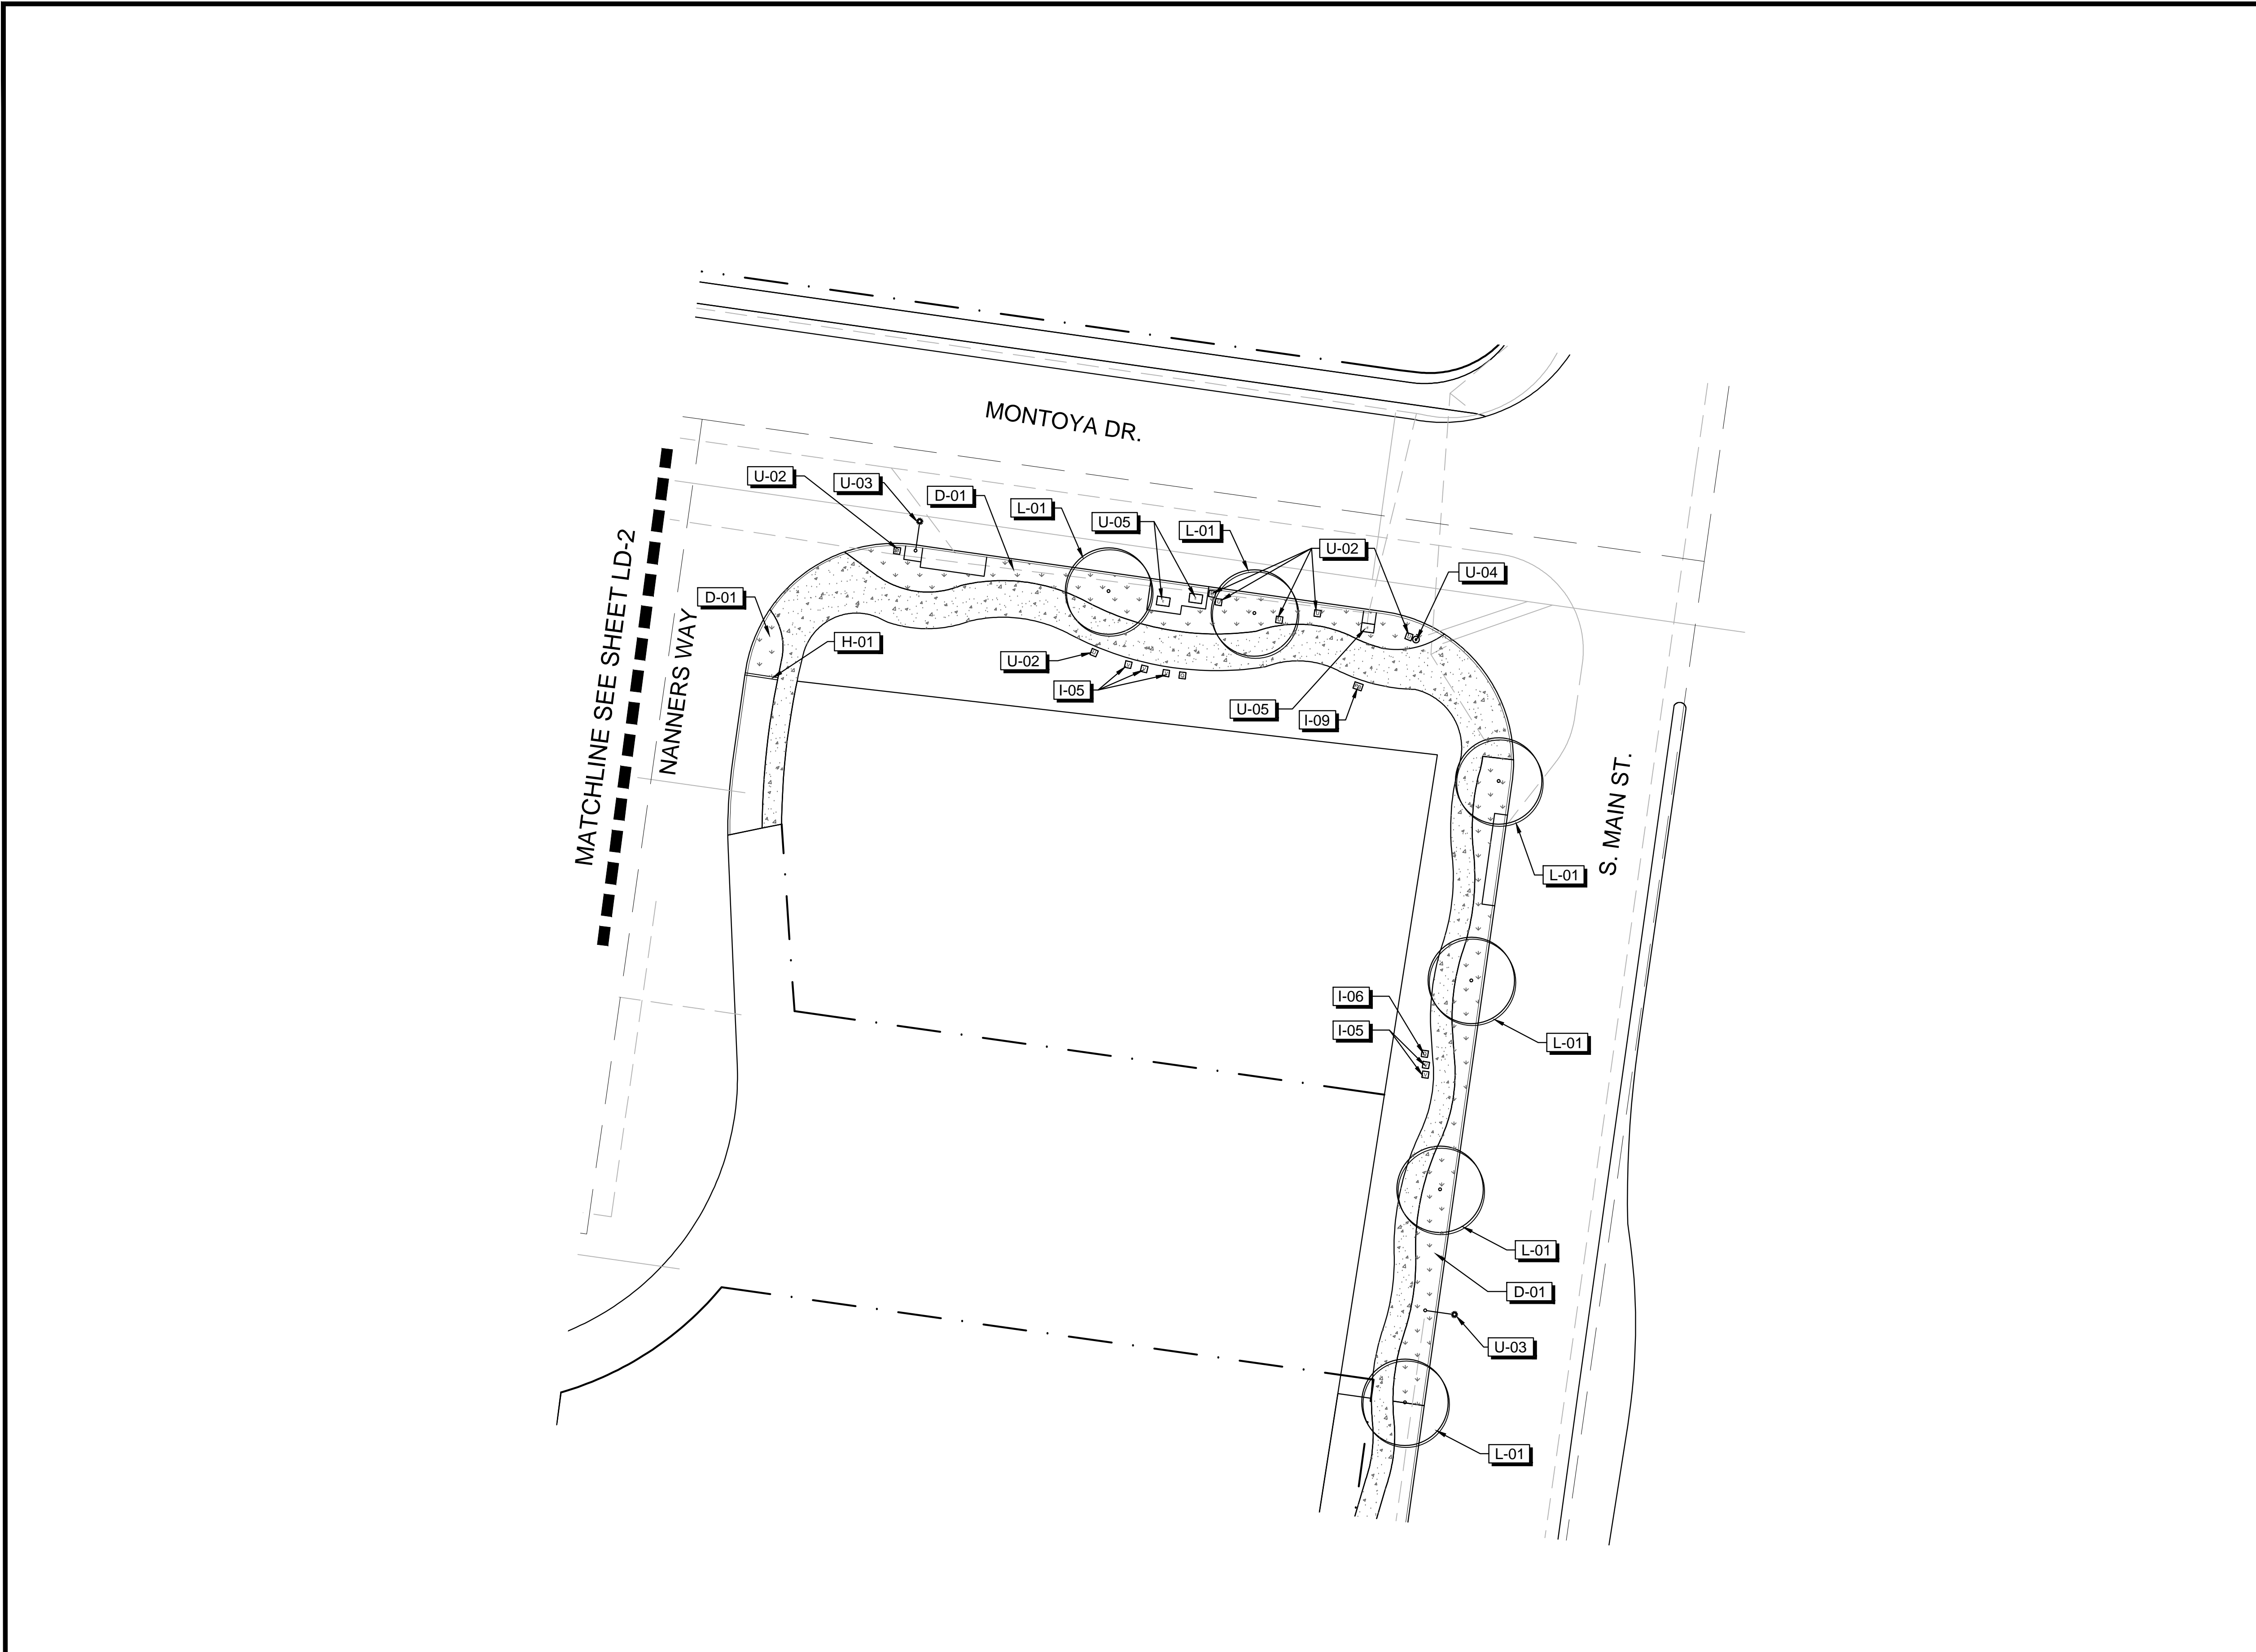 MONTOYA DR.
U-02
U-03
D-01
L-01
U-05
L-01
U-02
U-04
D-01
H-01
U-02
I-05
U-05
I-09
MATCHLINE SEE SHEET LD-2
NANNERS WAY
S. MAIN ST.
L-01
I-06
I-05
L-01
L-01
D-01
U-03
L-01